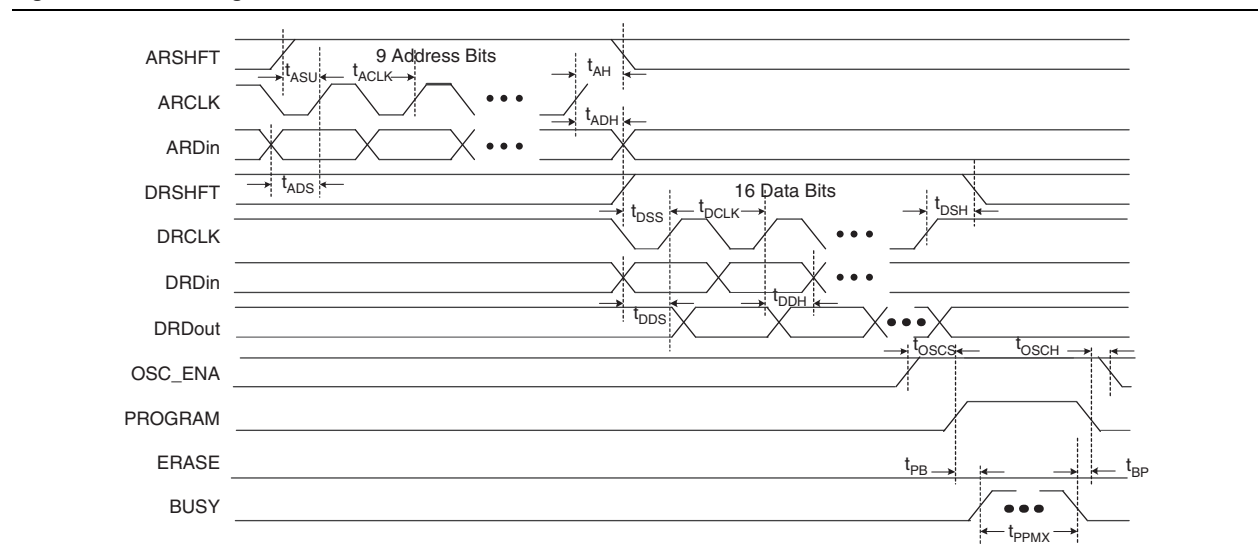 ARSHFT
9 Address Bits
tASU
tACLK
tAH
ARCLK
tADH
ARDin
tADS
DRSHFT
16 Data Bits
tDSS
tDCLK
tDSH
DRCLK
DRDin
tDDS
tDDH
DRDout
tOSCS
tOSCH
OSC_ENA
PROGRAM
ERASE
tPB
tBP
BUSY
tPPMX